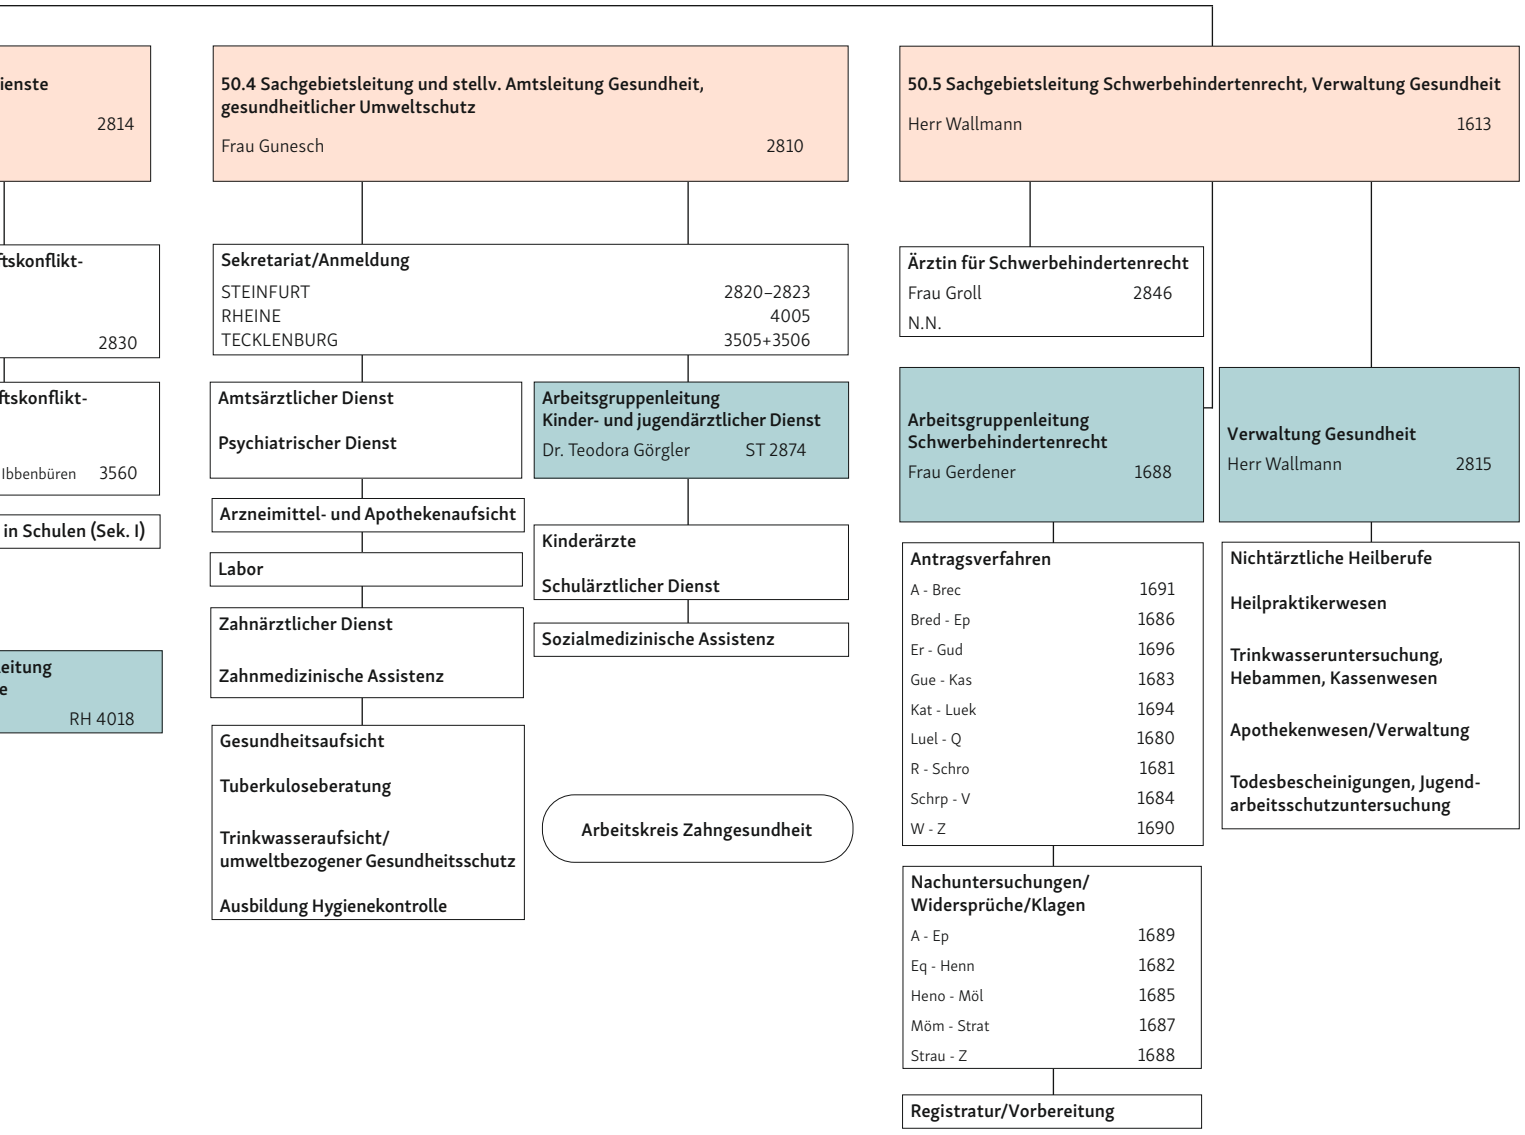 ienste
2814
ftskonflikt-
2830
ftskonflikt-
Ibbenbüren 3560
in Schulen (Sek. I)
eitung
e
RH 4018
50.4 Sachgebietsleitung und stellv. Amtsleitung Gesundheit,
gesundheitlicher Umweltschutz
Frau Gunesch 2810
Sekretariat/Anmeldung
STEINFURT 2820–2823
RHEINE 4005
TECKLENBURG 3505+3506
Amtsärztlicher Dienst
Psychiatrischer Dienst
Arzneimittel- und Apothekenaufsicht
Labor
Zahnärztlicher Dienst
Zahnmedizinische Assistenz
Gesundheitsaufsicht
Tuberkuloseberatung
Trinkwasseraufsicht/
umweltbezogener Gesundheitsschutz
Ausbildung Hygienekontrolle
Arbeitsgruppenleitung
Kinder- und jugendärztlicher Dienst
Dr. Teodora Görgler ST 2874
Kinderärzte
Schulärztlicher Dienst
Sozialmedizinische Assistenz
Arbeitskreis Zahngesundheit
50.5 Sachgebietsleitung Schwerbehindertenrecht, Verwaltung Gesundheit
Herr Wallmann 1613
Ärztin für Schwerbehindertenrecht
Frau Groll 2846
N.N.
Arbeitsgruppenleitung
Schwerbehindertenrecht
Frau Gerdener 1688
Antragsverfahren
A - Brec 1691
Bred - Ep 1686
Er - Gud 1696
Gue - Kas 1683
Kat - Luek 1694
Luel - Q 1680
R - Schro 1681
Schrp - V 1684
W - Z 1690
Nachuntersuchungen/
Widersprüche/Klagen
A - Ep 1689
Eq - Henn 1682
Heno - Möl 1685
Möm - Strat 1687
Strau - Z 1688
Registratur/Vorbereitung
Verwaltung Gesundheit
Herr Wallmann 2815
Nichtärztliche Heilberufe
Heilpraktikerwesen
Trinkwasseruntersuchung,
Hebammen, Kassenwesen
Apothekenwesen/Verwaltung
Todesbescheinigungen, Jugend-
arbeitsschutzuntersuchung